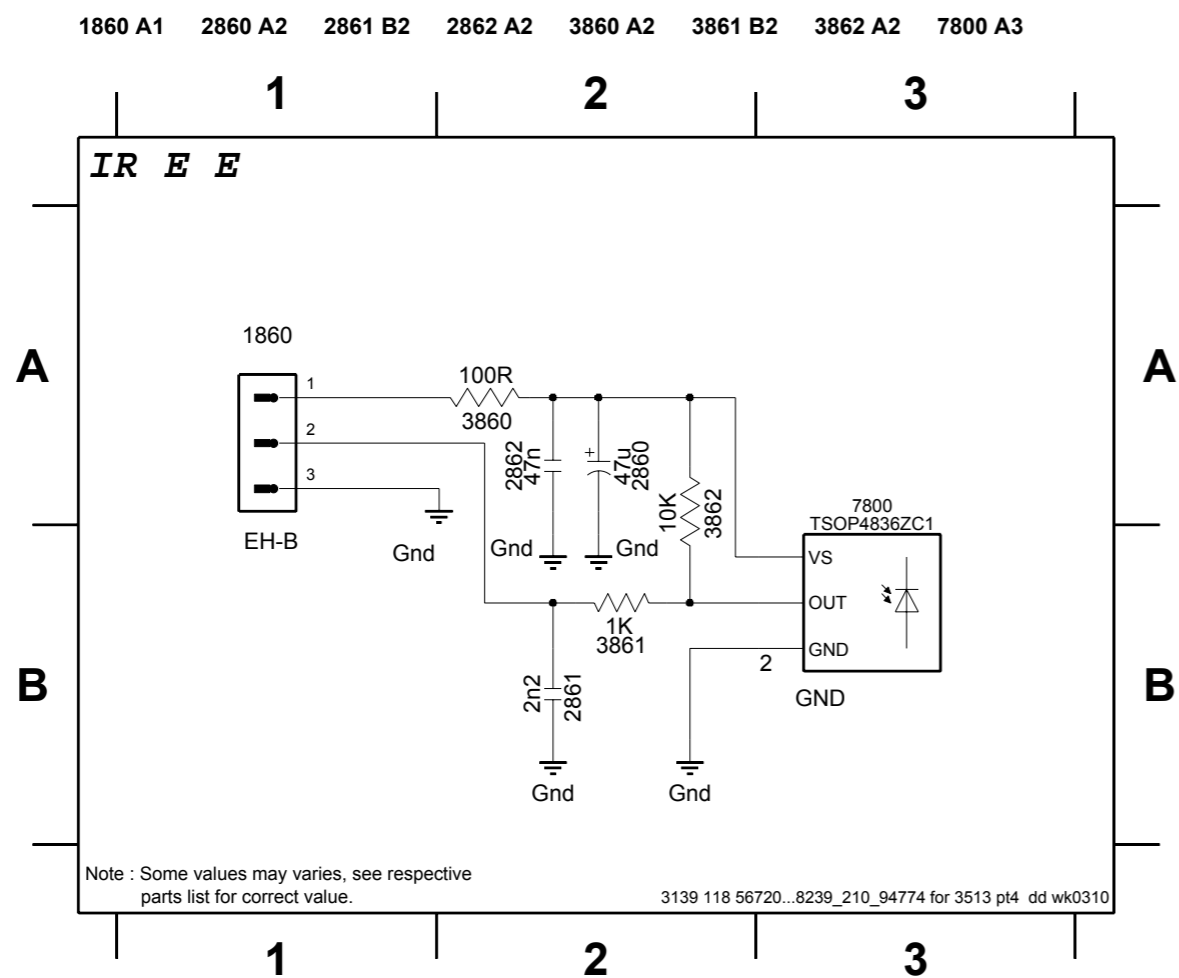 1860 A1 2860 A2 2861 B2 2862 A2 3860 A2 3861 B2 3862 A2 7800 A3
1 2 3
IR E E
A A
1860
1
2
3
EH-B
Gnd
100R
3860
2862
47n
Gnd
+
47u
2860
Gnd
10K
3862
7800
TSOP4836ZC1
VS
OUT
GND
2
GND
1K
3861
B B
2n2
2861
Gnd
Gnd
Note : Some values may varies, see respective
parts list for correct value.
3139 118 56720...8239_210_94774 for 3513 pt4 dd wk0310
1 2 3